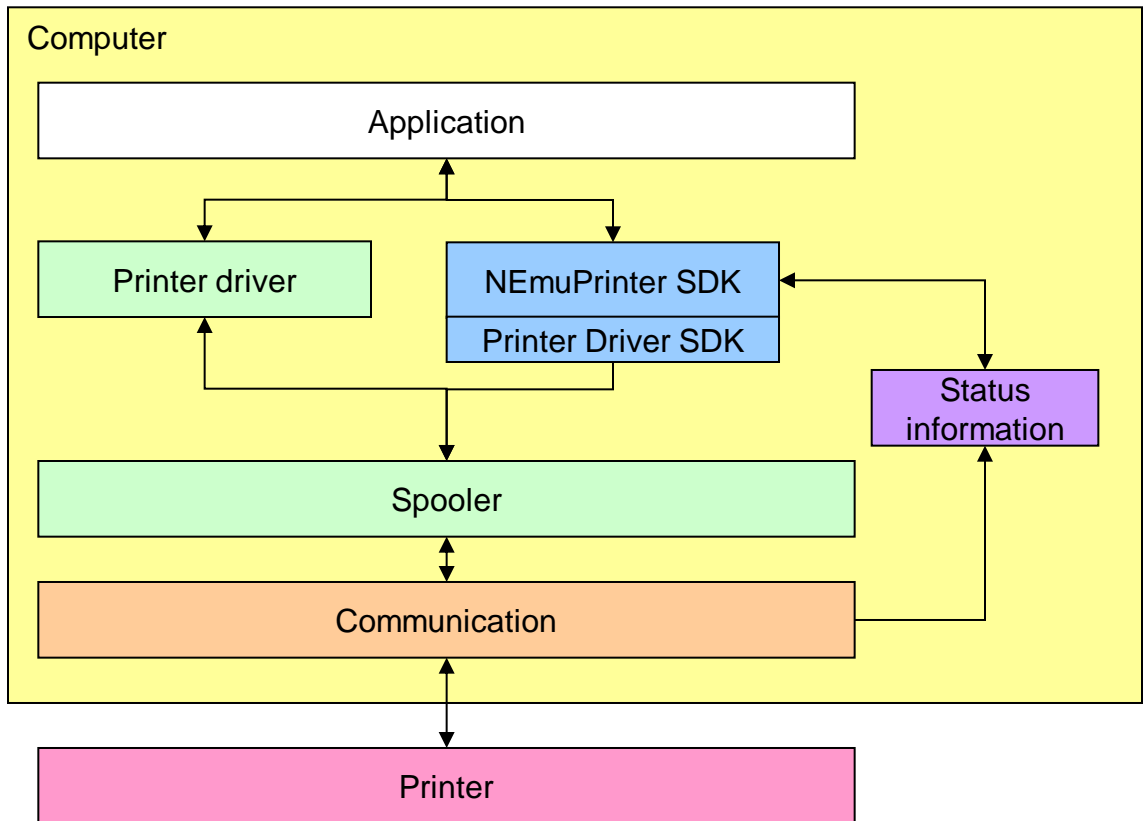 Computer
Application
Printer driver
NEmuPrinter SDK
Printer Driver SDK
Status
information
Spooler
Communication
Printer